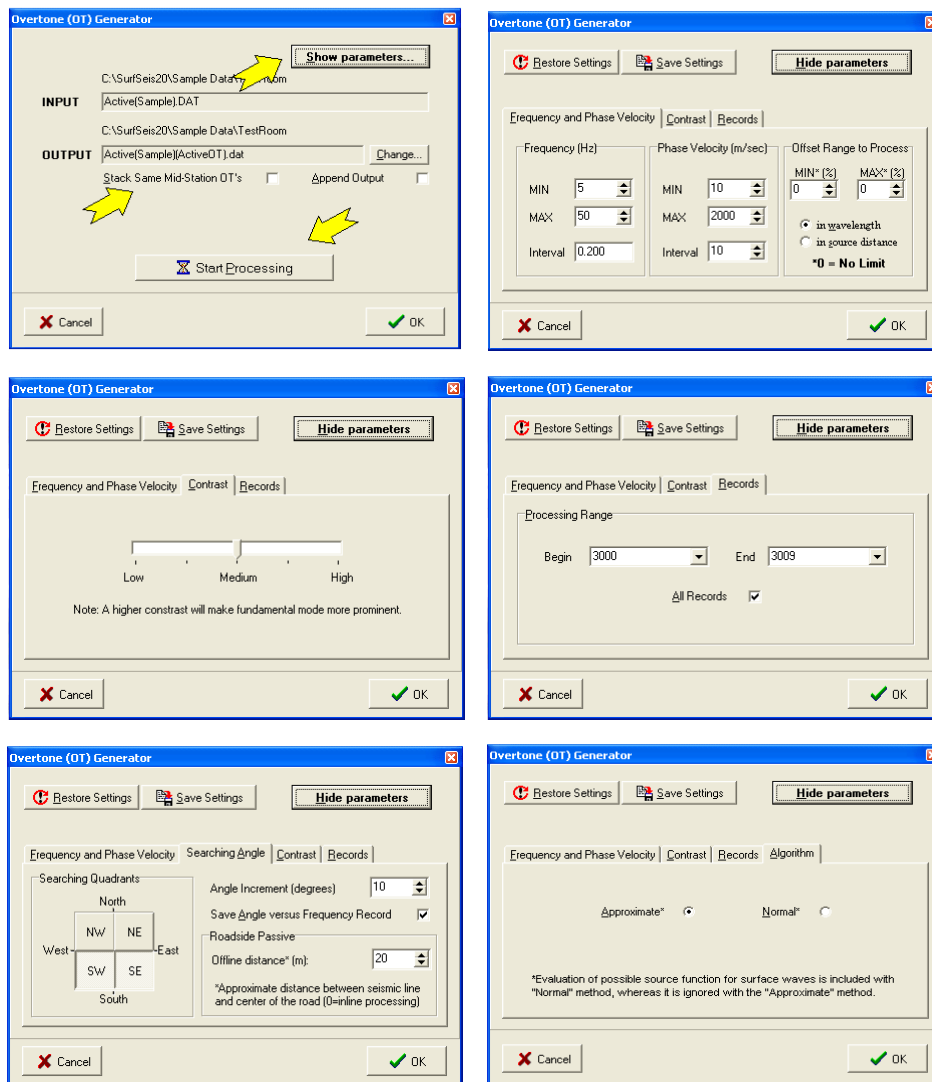 Overtone (OT) Generator
Show parameters...
C:\SurfSeis20\Sample Data\ room
INPUT Active(Sample).DAT
C:\SurfSeis20\Sample Data\TestRoom
OUTPUT Active(Sample)(ActiveOT).dat Change...
Stack Same Mid-Station OT's Append Output
Start Processing
Cancel OK
Overtone (OT) Generator
Restore Settings Save Settings Hide parameters
Frequency and Phase Velocity Contrast Records
Frequency (Hz) Phase Velocity (m/sec) Offset Range to Process
MIN* (%) MAX* (%)
MIN 5 MIN 10 0 0
MAX 50 MAX 2000 in wavelength
in source distance
Interval 0.200 Interval 10 *0 = No Limit
Cancel OK
Overtone (OT) Generator
Restore Settings Save Settings Hide parameters
Frequency and Phase Velocity Contrast Records
Low Medium High
Note: A higher constrast will make fundamental mode more prominent.
Cancel OK
Overtone (OT) Generator
Restore Settings Save Settings Hide parameters
Frequency and Phase Velocity Contrast Records
Processing Range
Begin 3000 End 3009
All Records
Cancel OK
Overtone (OT) Generator
Restore Settings Save Settings Hide parameters
Frequency and Phase Velocity Searching Angle Contrast Records
Searching Quadrants
North
NW NE
West East
SW SE
South
Angle Increment (degrees) 10
Save Angle versus Frequency Record
Roadside Passive
Offline distance* (m): 20
*Approximate distance between seismic line
and center of the road (0=inline processing)
Cancel OK
Overtone (OT) Generator
Restore Settings Save Settings Hide parameters
Frequency and Phase Velocity Contrast Records Algorithm
Approximate* Normal*
*Evaluation of possible source function for surface waves is included with
"Normal" method, whereas it is ignored with the "Approximate" method.
Cancel OK